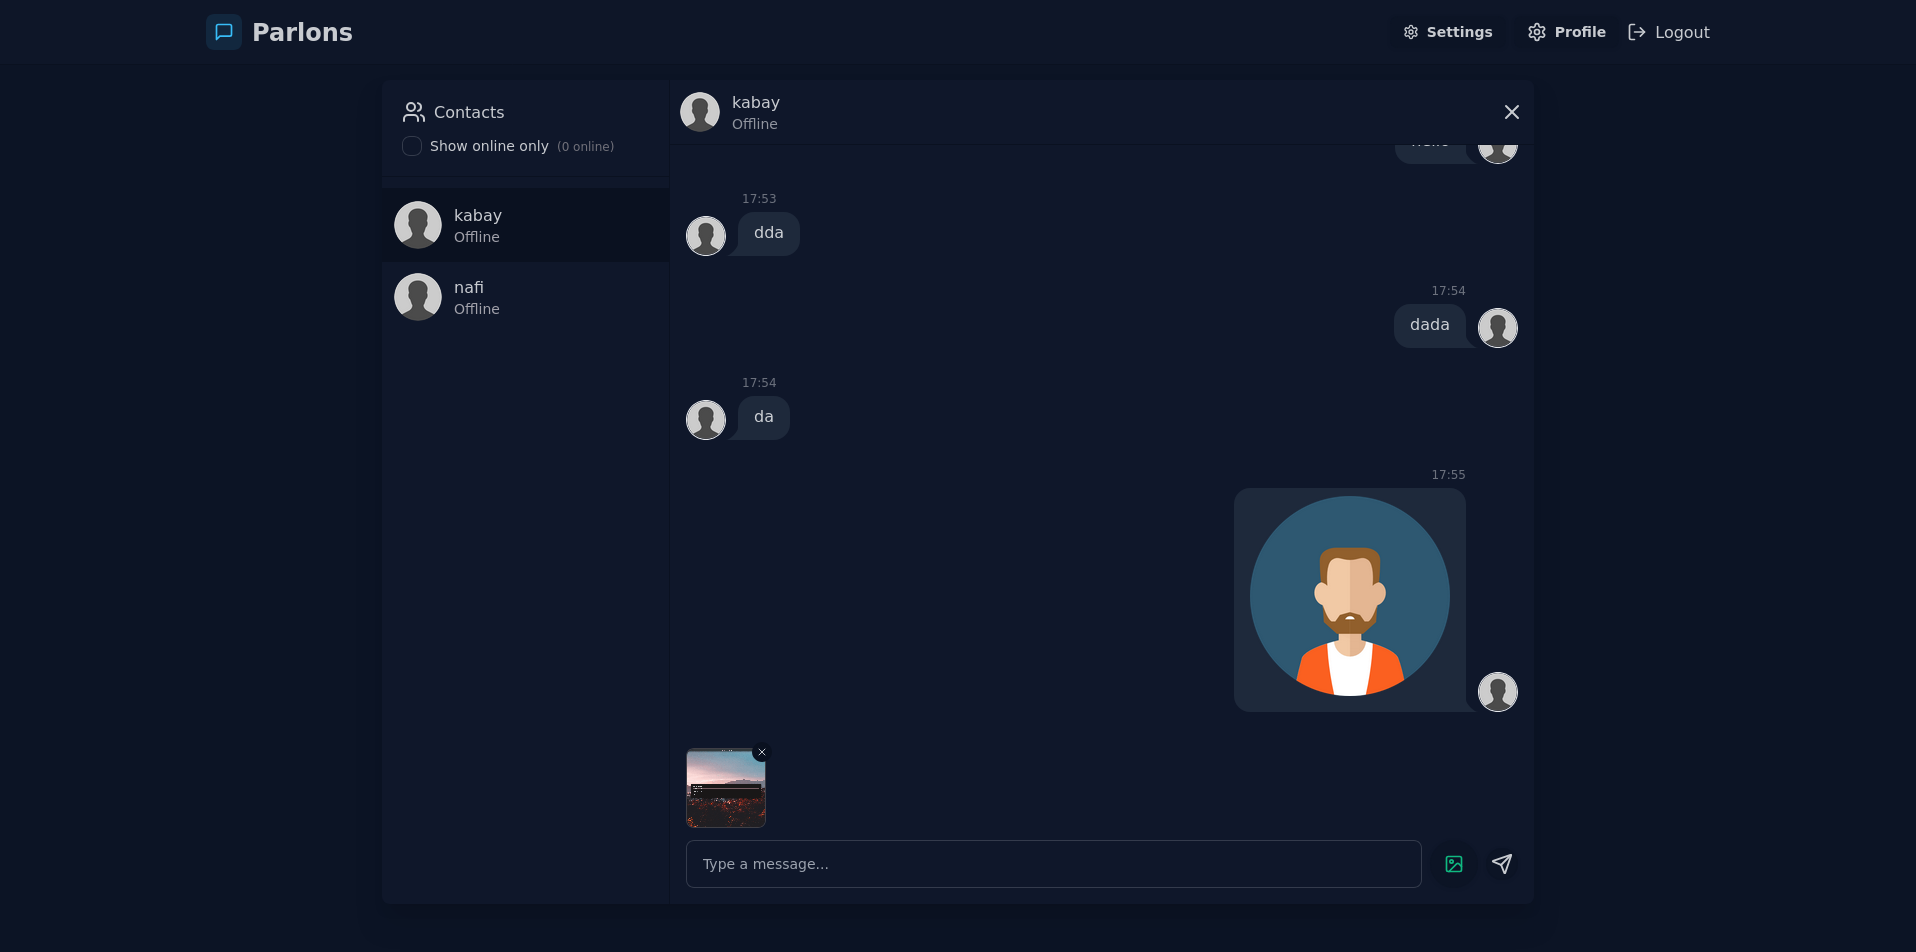 Parlons
Settings
Profile
Logout
Contacts
Show online only (0 online)
kabay
Offline
nafi
Offline
kabay
Offline
17:53
dda
17:54
dada
17:54
da
17:55
Type a message...